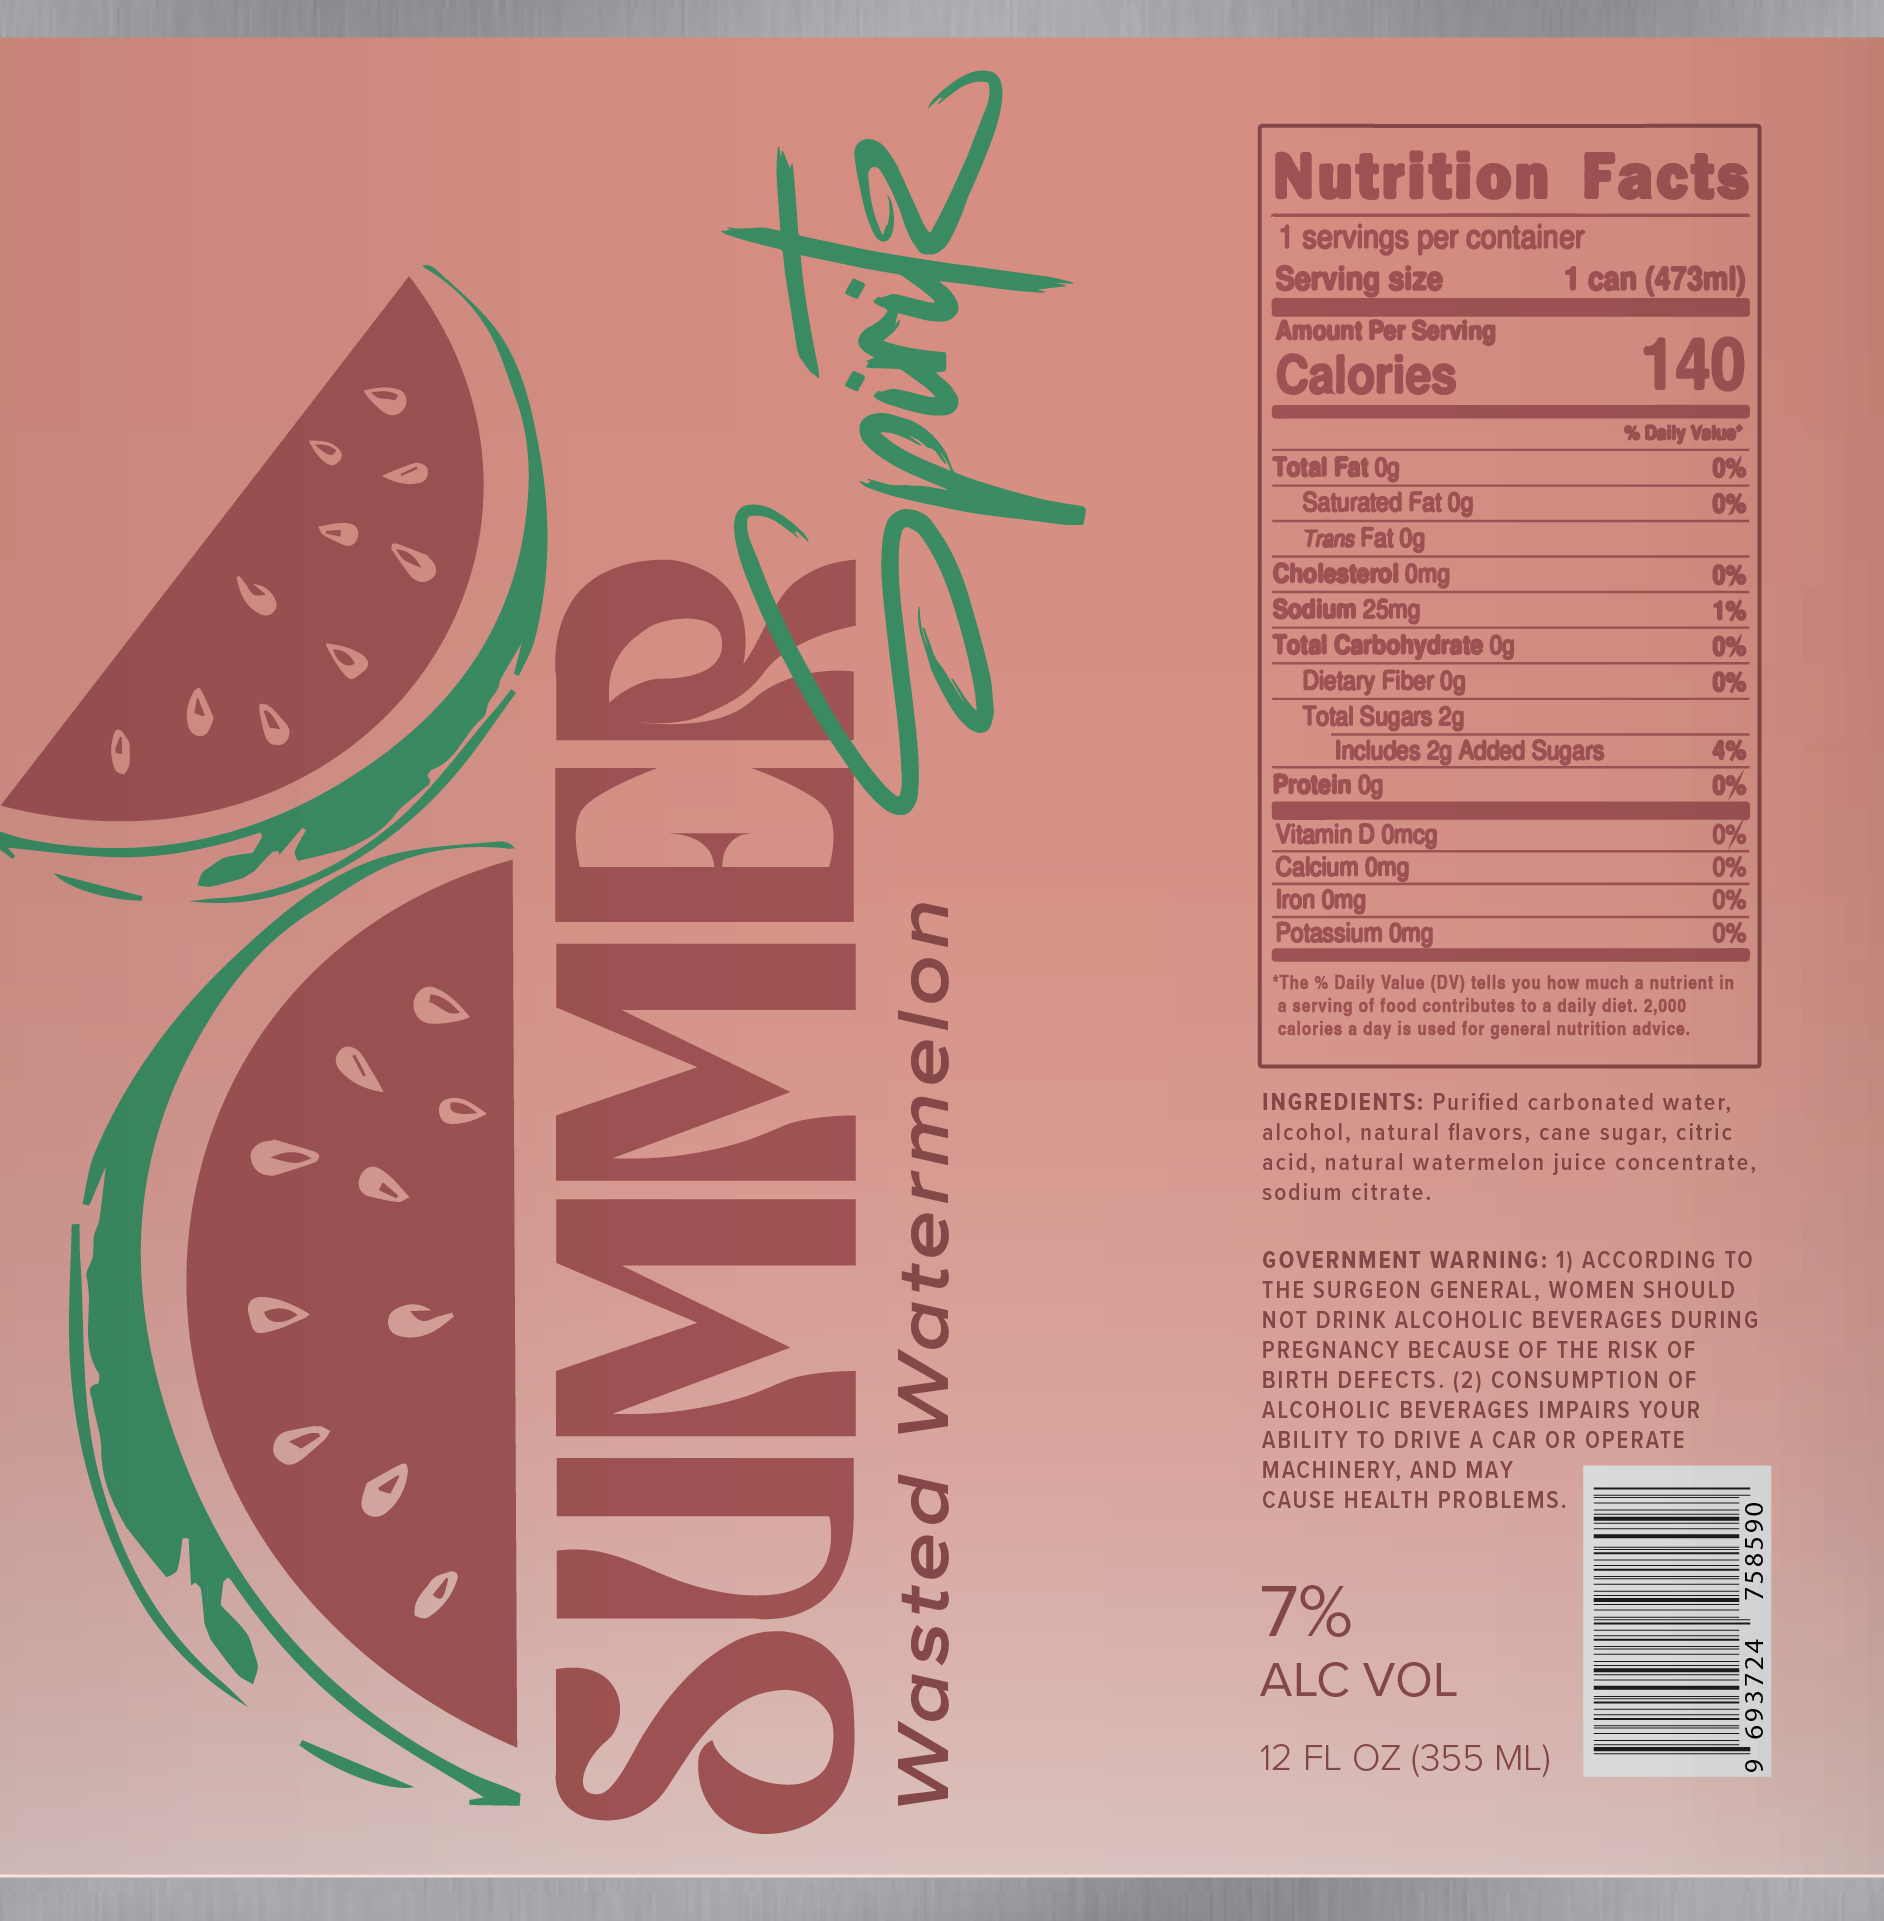 SUMMER
Spritz
Wasted Watermelon
Nutrition Facts
1 servings per container
Serving size 1 can (473ml)
Amount Per Serving
Calories 140
% Daily Value*
Total Fat 0g 0%
Saturated Fat 0g 0%
Trans Fat 0g
Cholesterol 0mg 0%
Sodium 25mg 1%
Total Carbohydrate 0g 0%
Dietary Fiber 0g 0%
Total Sugars 2g
Includes 2g Added Sugars 4%
Protein 0g 0%
Vitamin D 0mcg 0%
Calcium 0mg 0%
Iron 0mg 0%
Potassium 0mg 0%
*The % Daily Value (DV) tells you how much a nutrient in
a serving of food contributes to a daily diet. 2,000
calories a day is used for general nutrition advice.
INGREDIENTS: Purified carbonated water,
alcohol, natural flavors, cane sugar, citric
acid, natural watermelon juice concentrate,
sodium citrate.
GOVERNMENT WARNING: 1) ACCORDING TO
THE SURGEON GENERAL, WOMEN SHOULD
NOT DRINK ALCOHOLIC BEVERAGES DURING
PREGNANCY BECAUSE OF THE RISK OF
BIRTH DEFECTS. (2) CONSUMPTION OF
ALCOHOLIC BEVERAGES IMPAIRS YOUR
ABILITY TO DRIVE A CAR OR OPERATE
MACHINERY, AND MAY
CAUSE HEALTH PROBLEMS.
7%
ALC VOL
12 FL OZ (355 ML)
9 693724 758590